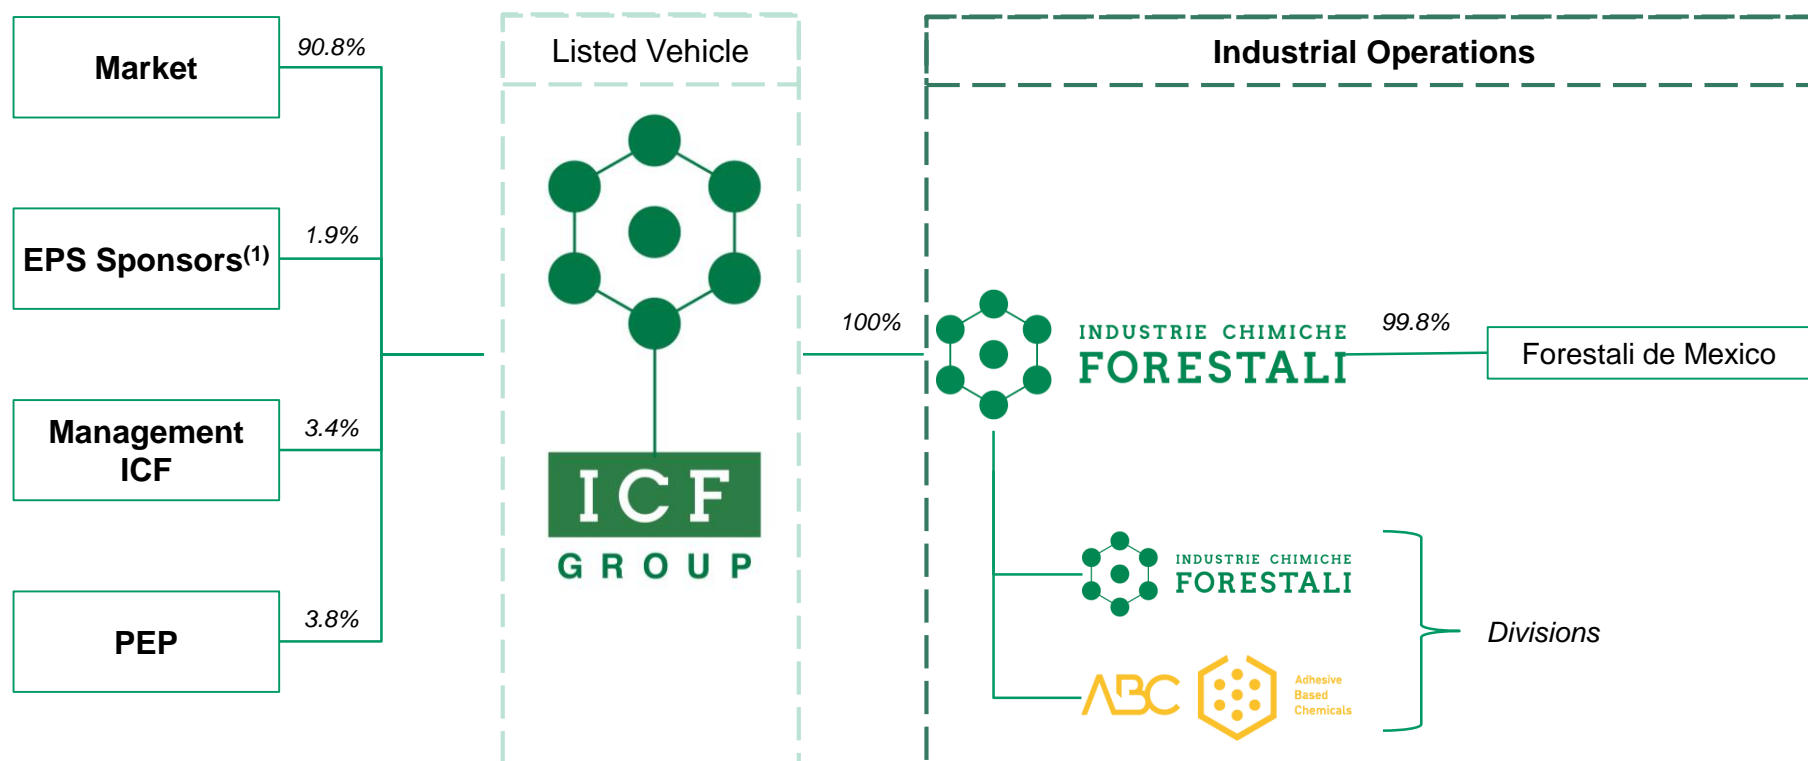 Market
90.8%
EPS Sponsors(1)
1.9%
Management
ICF
3.4%
PEP
3.8%
Listed Vehicle
ICF
GROUP
100%
Industrial Operations
INDUSTRIE CHIMICHE
FORESTALI
99.8%
Forestali de Mexico
INDUSTRIE CHIMICHE
FORESTALI
ABC
Adhesive
Based
Chemicals
Divisions